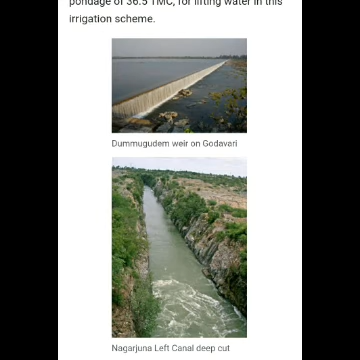 pondage of 36.5 TMC, for lifting water in this
irrigation scheme.
Dummugudem weir on Godavari
Nagarjuna Left Canal deep cut